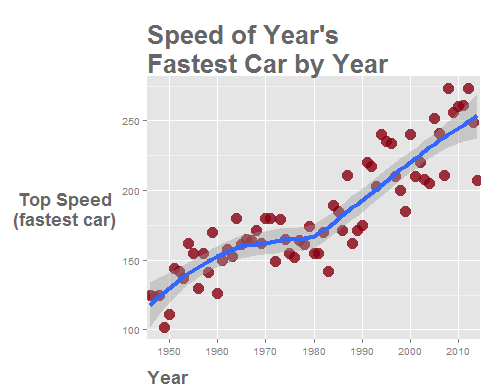 Speed of Year's
Fastest Car by Year
250
200
150
100
Top Speed
(fastest car)
1950 1960 1970 1980 1990 2000 2010
Year